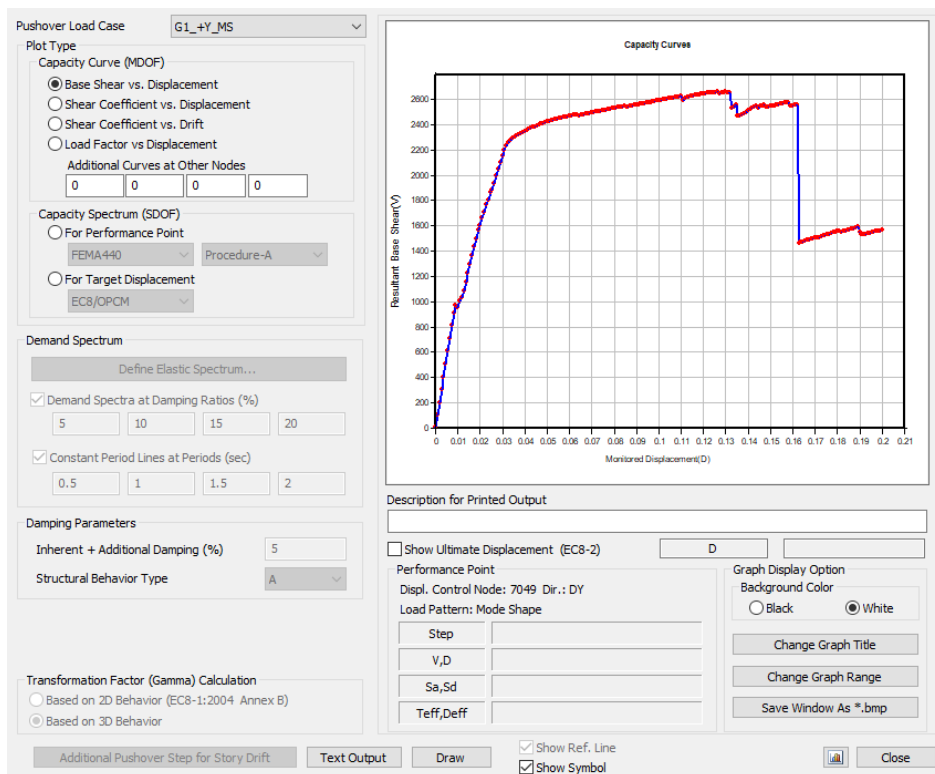 Pushover Load Case
G1_+Y_MS
Plot Type
Capacity Curve (MDOF)
Base Shear vs. Displacement
Shear Coefficient vs. Displacement
Shear Coefficient vs. Drift
Load Factor vs Displacement
Additional Curves at Other Nodes
0 0 0 0
Capacity Spectrum (SDOF)
For Performance Point
FEMA440 Procedure-A
For Target Displacement
EC8/OPCM
Demand Spectrum
Define Elastic Spectrum...
Demand Spectra at Damping Ratios (%)
5 10 15 20
Constant Period Lines at Periods (sec)
0.5 1 1.5 2
Damping Parameters
Inherent + Additional Damping (%) 5
Structural Behavior Type A
Transformation Factor (Gamma) Calculation
Based on 2D Behavior (EC8-1:2004 Annex B)
Based on 3D Behavior
Capacity Curves
Resultant Base Shear(V)
2600
2400
2200
2000
1800
1600
1400
1200
1000
800
600
400
200
0
0 0.01 0.02 0.03 0.04 0.05 0.06 0.07 0.08 0.09 0.1 0.11 0.12 0.13 0.14 0.15 0.16 0.17 0.18 0.19 0.2 0.21
Monitored Displacement(D)
Description for Printed Output
Show Ultimate Displacement (EC8-2) D
Performance Point
Displ. Control Node: 7049 Dir.: DY
Load Pattern: Mode Shape
Step
V,D
Sa,Sd
Teff,Deff
Graph Display Option
Background Color
Black White
Change Graph Title
Change Graph Range
Save Window As *.bmp
Additional Pushover Step for Story Drift Text Output Draw
Show Ref. Line
Show Symbol
Close